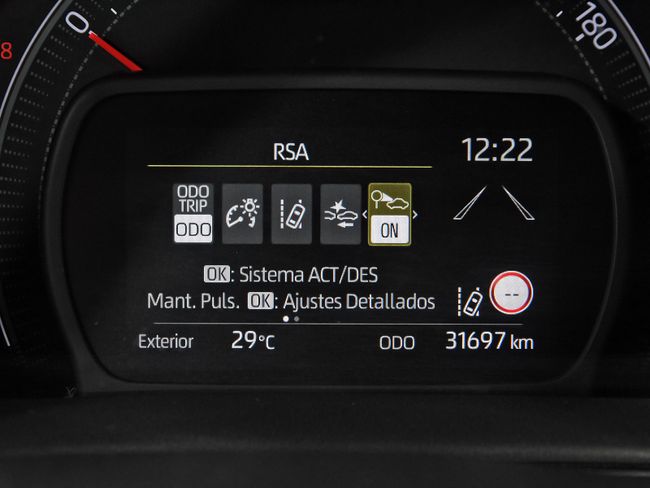 8
0
180
RSA
12:22
ODO
TRIP
ODO
ON
OK: Sistema ACT/DES
Mant. Puls. OK: Ajustes Detallados
--
Exterior 29°C ODO 31697 km